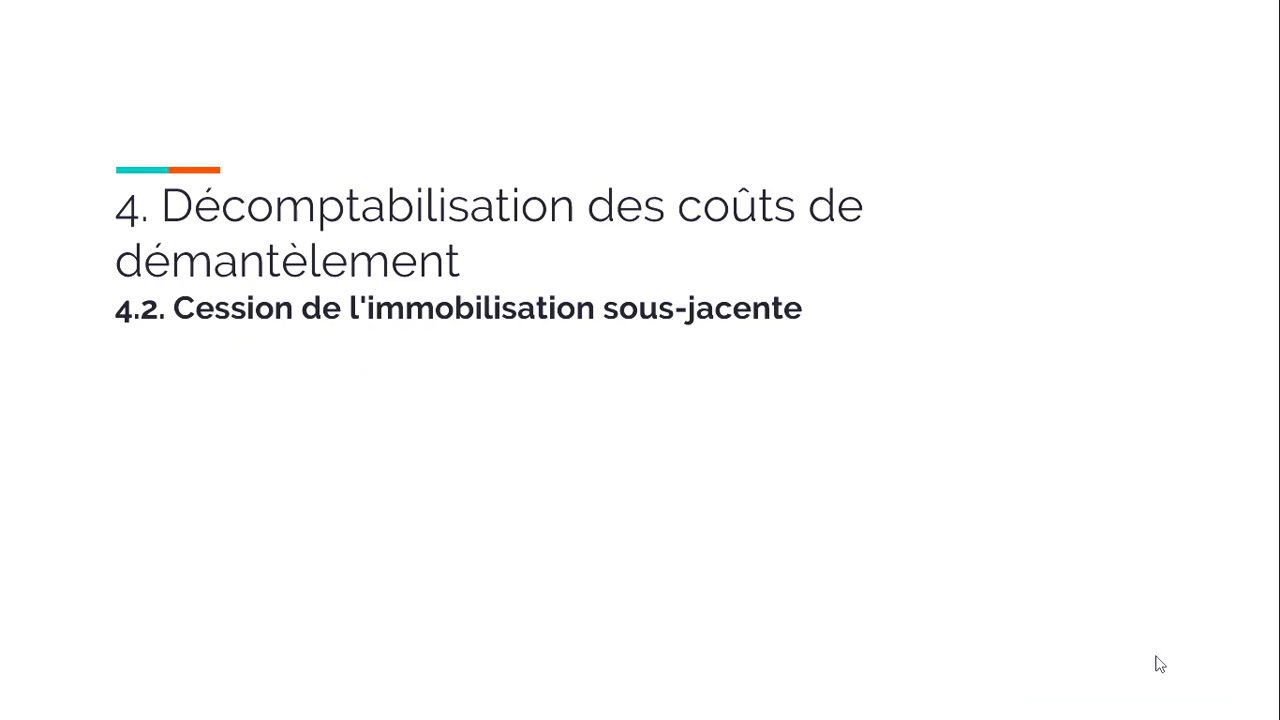 4. Décomptabilisation des coûts de
démantèlement
4.2. Cession de l'immobilisation sous-jacente